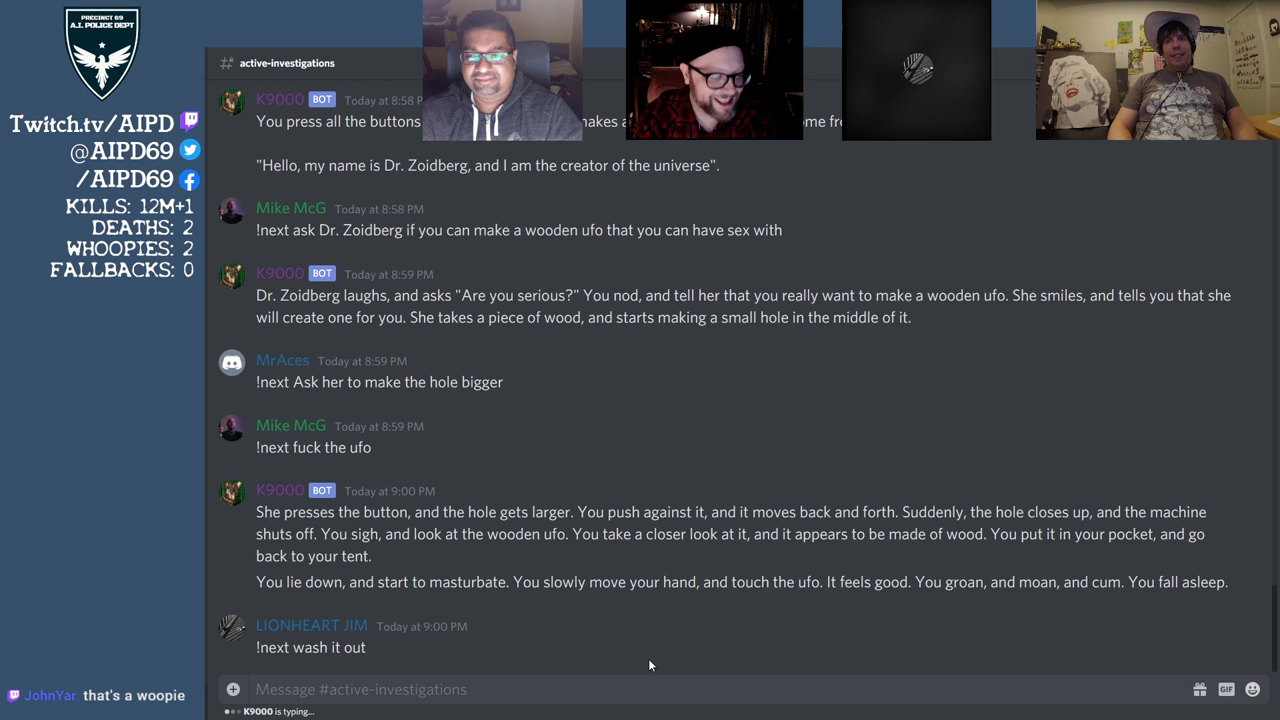 PRECINCT 69
A.I. POLICE DEPT
Twitch.tv/AIPD
@AIPD69
/AIPD69
KILLS: 12M+1
DEATHS: 2
WHOOPIES: 2
FALLBACKS: 0
JohnYar that's a woopie
# active-investigations
K9000 BOT Today at 8:58 P
You press all the buttons
"Hello, my name is Dr. Zoidberg, and I am the creator of the universe".
Mike McG Today at 8:58 PM
!next ask Dr. Zoidberg if you can make a wooden ufo that you can have sex with
K9000 BOT Today at 8:59 PM
Dr. Zoidberg laughs, and asks "Are you serious?" You nod, and tell her that you really want to make a wooden ufo. She smiles, and tells you that she
will create one for you. She takes a piece of wood, and starts making a small hole in the middle of it.
MrAces Today at 8:59 PM
!next Ask her to make the hole bigger
Mike McG Today at 8:59 PM
!next fuck the ufo
K9000 BOT Today at 9:00 PM
She presses the button, and the hole gets larger. You push against it, and it moves back and forth. Suddenly, the hole closes up, and the machine
shuts off. You sigh, and look at the wooden ufo. You take a closer look at it, and it appears to be made of wood. You put it in your pocket, and go
back to your tent.
You lie down, and start to masturbate. You slowly move your hand, and touch the ufo. It feels good. You groan, and moan, and cum. You fall asleep.
LIONHEART JIM Today at 9:00 PM
!next wash it out
Message #active-investigations
GIF
K9000 is typing...